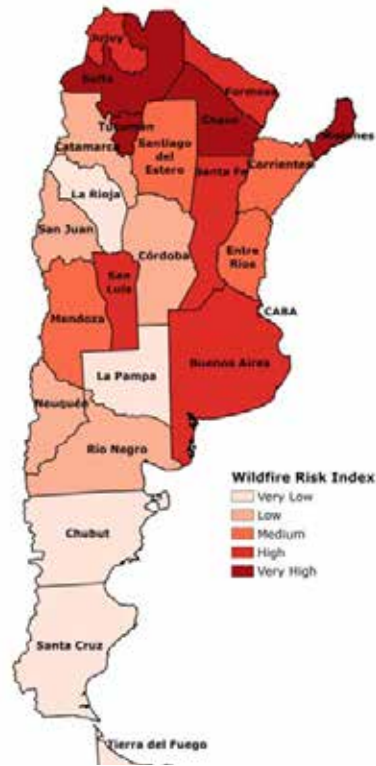 Jujuy
Salta
Formosa
Chaco
Tucumán
Misiones
Catamarca
Santiago
del
Estero
Corrientes
Santa Fe
La Rioja
San Juan
Córdoba
Entre
Ríos
San
Luis
Mendoza
CABA
Buenos Aires
La Pampa
Neuquén
Río Negro
Wildfire Risk Index
Very Low
Low
Medium
High
Very High
Chubut
Santa Cruz
Tierra del Fuego